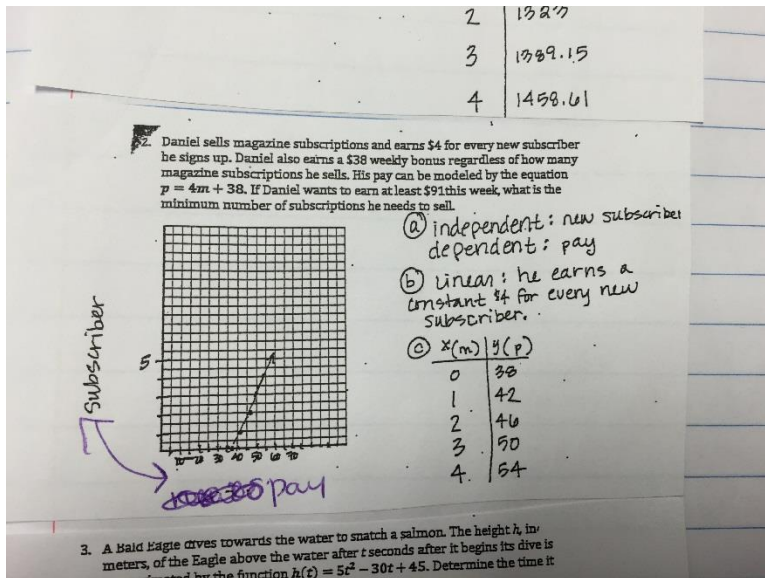 2
3 1389.15
4 1458.61
2. Daniel sells magazine subscriptions and earns $4 for every new subscriber
he signs up. Daniel also earns a $38 weekly bonus regardless of how many
magazine subscriptions he sells. His pay can be modeled by the equation
p = 4m + 38. If Daniel wants to earn at least $91this week, what is the
minimum number of subscriptions he needs to sell.
(a) independent: new subscriber
dependent: pay
(b) Linear: he earns a
constant $4 for every new
subscriber.
(c) x(m) | y(p)
0 38
1 42
2 46
3 50
4. 54
Subscriber
5
10 20 30 40 50 60 70
pay
3. A Bald Eagle dives towards the water to snatch a salmon. The height h, in
meters, of the Eagle above the water after t seconds after it begins its dive is
by the function h(t) = 5t² – 30t + 45. Determine the time it